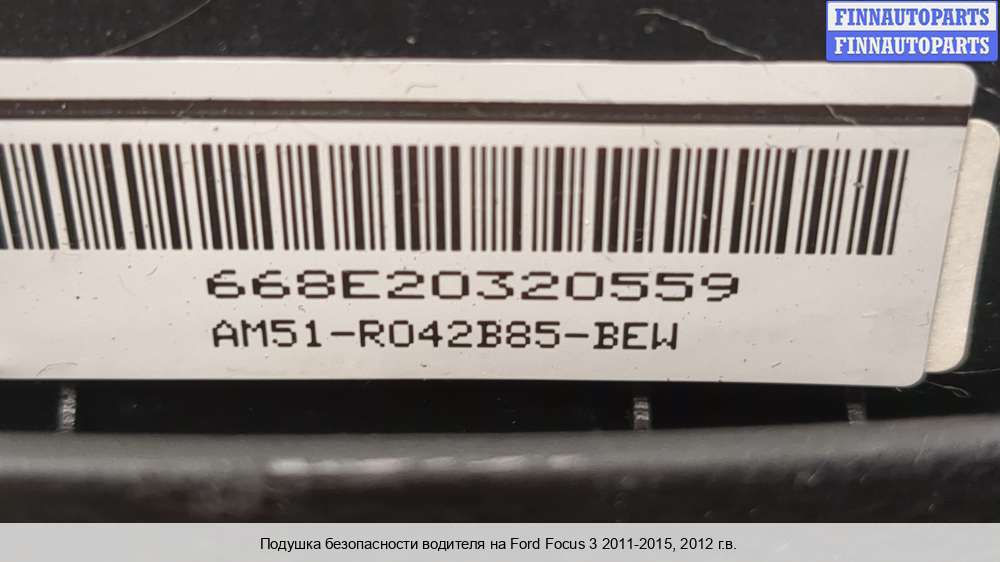 FINNAUTOPARTS
FINNAUTOPARTS
668E20320559
AM51-R042B85-BEW
Подушка безопасности водителя на Ford Focus 3 2011-2015, 2012 г.в.